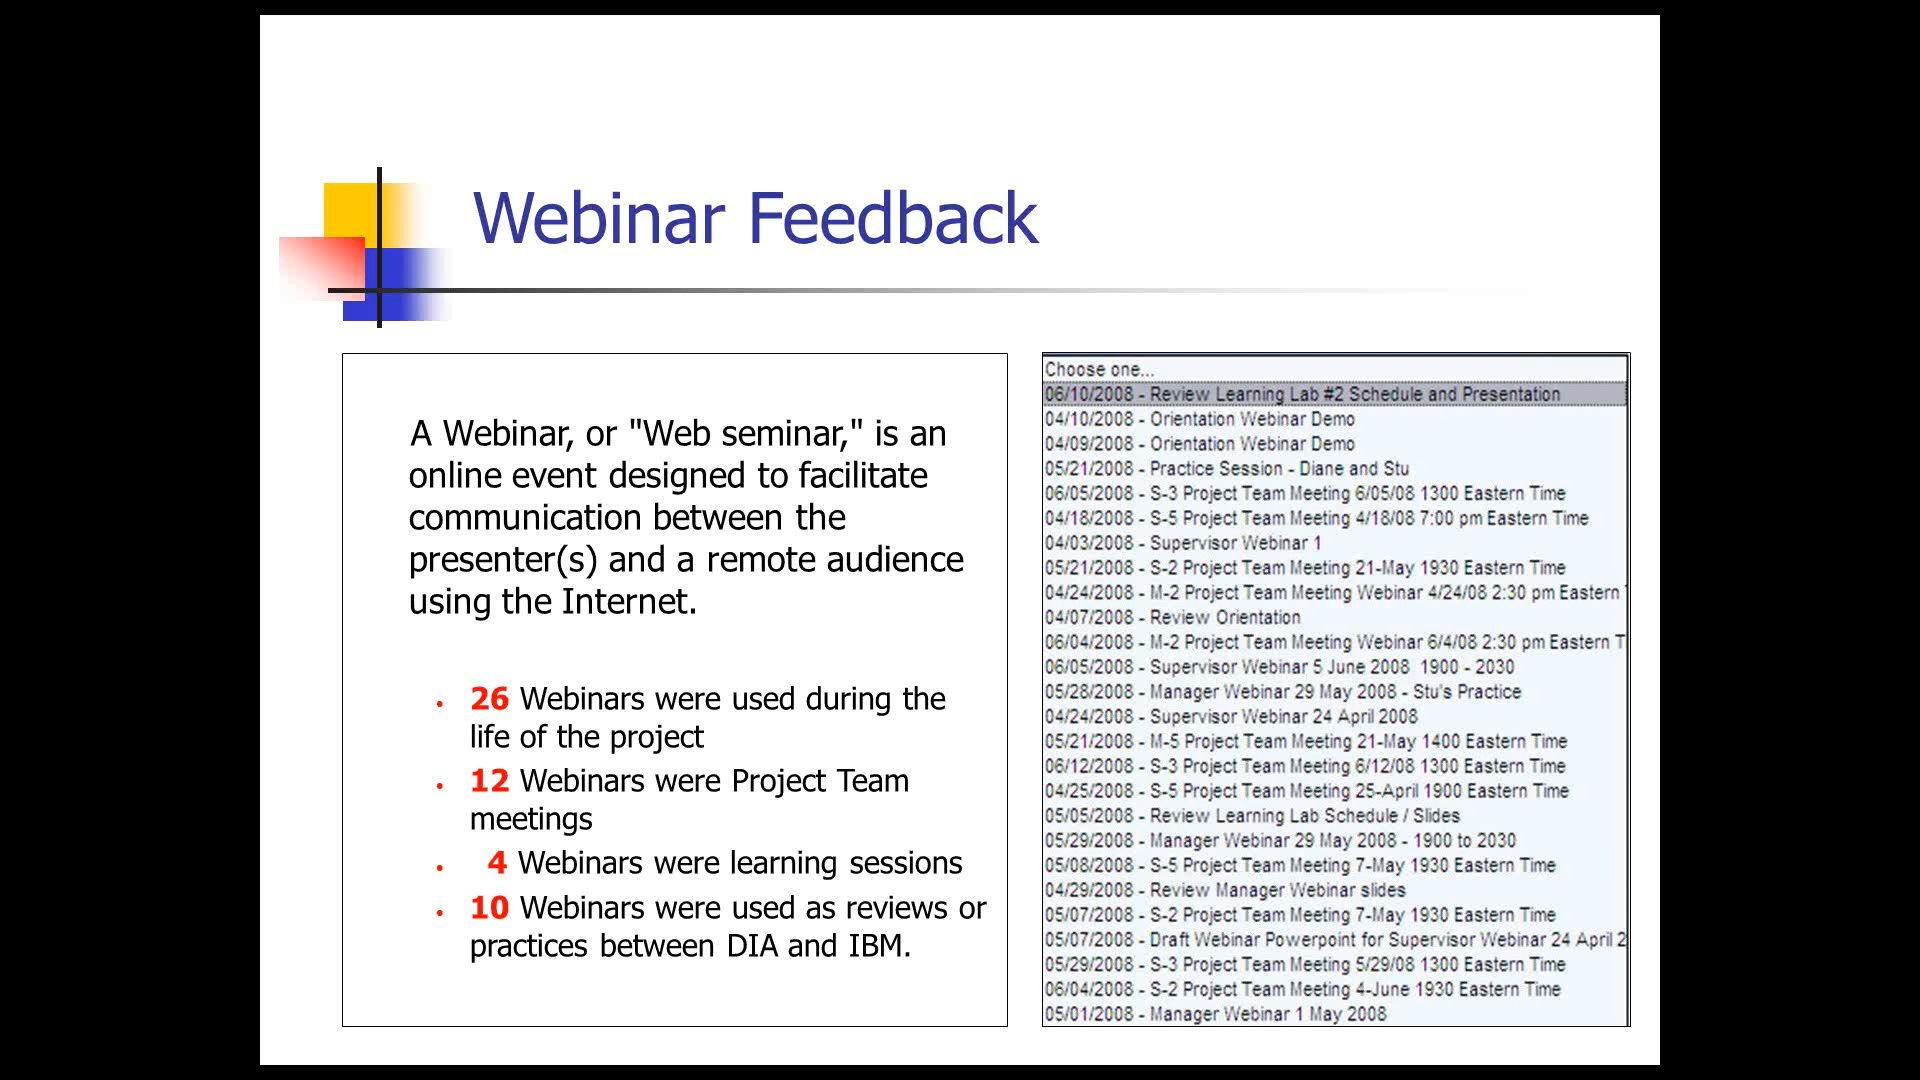 Webinar Feedback
A Webinar, or "Web seminar," is an
online event designed to facilitate
communication between the
presenter(s) and a remote audience
using the Internet.
• 26 Webinars were used during the
life of the project
• 12 Webinars were Project Team
meetings
• 4 Webinars were learning sessions
• 10 Webinars were used as reviews or
practices between DIA and IBM.
Choose one...
06/10/2008 - Review Learning Lab #2 Schedule and Presentation
04/10/2008 - Orientation Webinar Demo
04/09/2008 - Orientation Webinar Demo
05/21/2008 - Practice Session - Diane and Stu
06/05/2008 - S-3 Project Team Meeting 6/05/08 1300 Eastern Time
04/18/2008 - S-5 Project Team Meeting 4/18/08 7:00 pm Eastern Time
04/03/2008 - Supervisor Webinar 1
05/21/2008 - S-2 Project Team Meeting 21-May 1930 Eastern Time
04/24/2008 - M-2 Project Team Meeting Webinar 4/24/08 2:30 pm Eastern
04/07/2008 - Review Orientation
06/04/2008 - M-2 Project Team Meeting Webinar 6/4/08 2:30 pm Eastern T
06/05/2008 - Supervisor Webinar 5 June 2008 1900 - 2030
05/28/2008 - Manager Webinar 29 May 2008 - Stu's Practice
04/24/2008 - Supervisor Webinar 24 April 2008
05/21/2008 - M-5 Project Team Meeting 21-May 1400 Eastern Time
06/12/2008 - S-3 Project Team Meeting 6/12/08 1300 Eastern Time
04/25/2008 - S-5 Project Team Meeting 25-April 1900 Eastern Time
05/05/2008 - Review Learning Lab Schedule / Slides
05/29/2008 - Manager Webinar 29 May 2008 - 1900 to 2030
05/08/2008 - S-5 Project Team Meeting 7-May 1930 Eastern Time
04/29/2008 - Review Manager Webinar slides
05/07/2008 - S-2 Project Team Meeting 7-May 1930 Eastern Time
05/07/2008 - Draft Webinar Powerpoint for Supervisor Webinar 24 April 2
05/29/2008 - S-3 Project Team Meeting 5/29/08 1300 Eastern Time
06/04/2008 - S-2 Project Team Meeting 4-June 1930 Eastern Time
05/01/2008 - Manager Webinar 1 May 2008